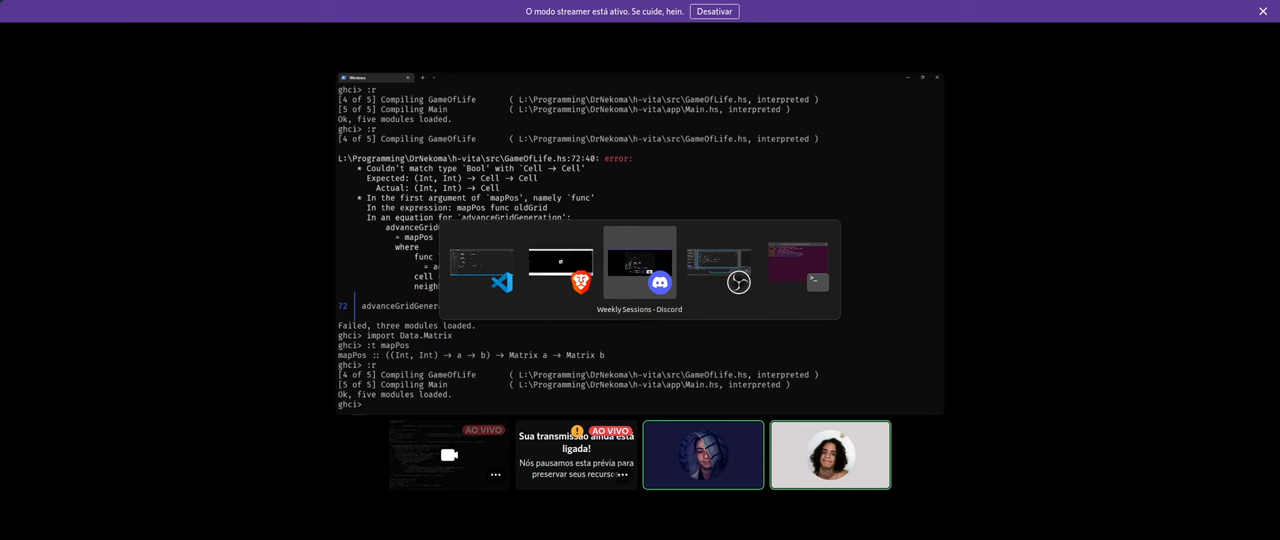 O modo streamer está ativo. Se cuide, hein. Desativar
Windows
ghci> :r
[4 of 5] Compiling GameOfLife ( L:\Programming\DrNekoma\h-vita\src\GameOfLife.hs, interpreted )
[5 of 5] Compiling Main ( L:\Programming\DrNekoma\h-vita\app\Main.hs, interpreted )
Ok, five modules loaded.
ghci> :r
[4 of 5] Compiling GameOfLife ( L:\Programming\DrNekoma\h-vita\src\GameOfLife.hs, interpreted )
L:\Programming\DrNekoma\h-vita\src\GameOfLife.hs:72:40: error:
* Couldn't match type `Bool' with `Cell → Cell'
Expected: (Int, Int) → Cell → Cell
Actual: (Int, Int) → Cell
* In the first argument of `mapPos', namely `func'
In the expression: mapPos func oldGrid
In an equation for `advanceGridGeneration':
advanceGrid
= mapPos
where
func
= a
cell
neigh
72 advanceGridGener
Weekly Sessions - Discord
Failed, three modules loaded.
ghci> import Data.Matrix
ghci> :t mapPos
mapPos :: ((Int, Int) → a → b) → Matrix a → Matrix b
ghci> :r
[4 of 5] Compiling GameOfLife ( L:\Programming\DrNekoma\h-vita\src\GameOfLife.hs, interpreted )
[5 of 5] Compiling Main ( L:\Programming\DrNekoma\h-vita\app\Main.hs, interpreted )
Ok, five modules loaded.
ghci>
AO VIVO
AO VIVO
Sua transmissão ainda está
ligada!
Nós pausamos esta prévia para
preservar seus recursos